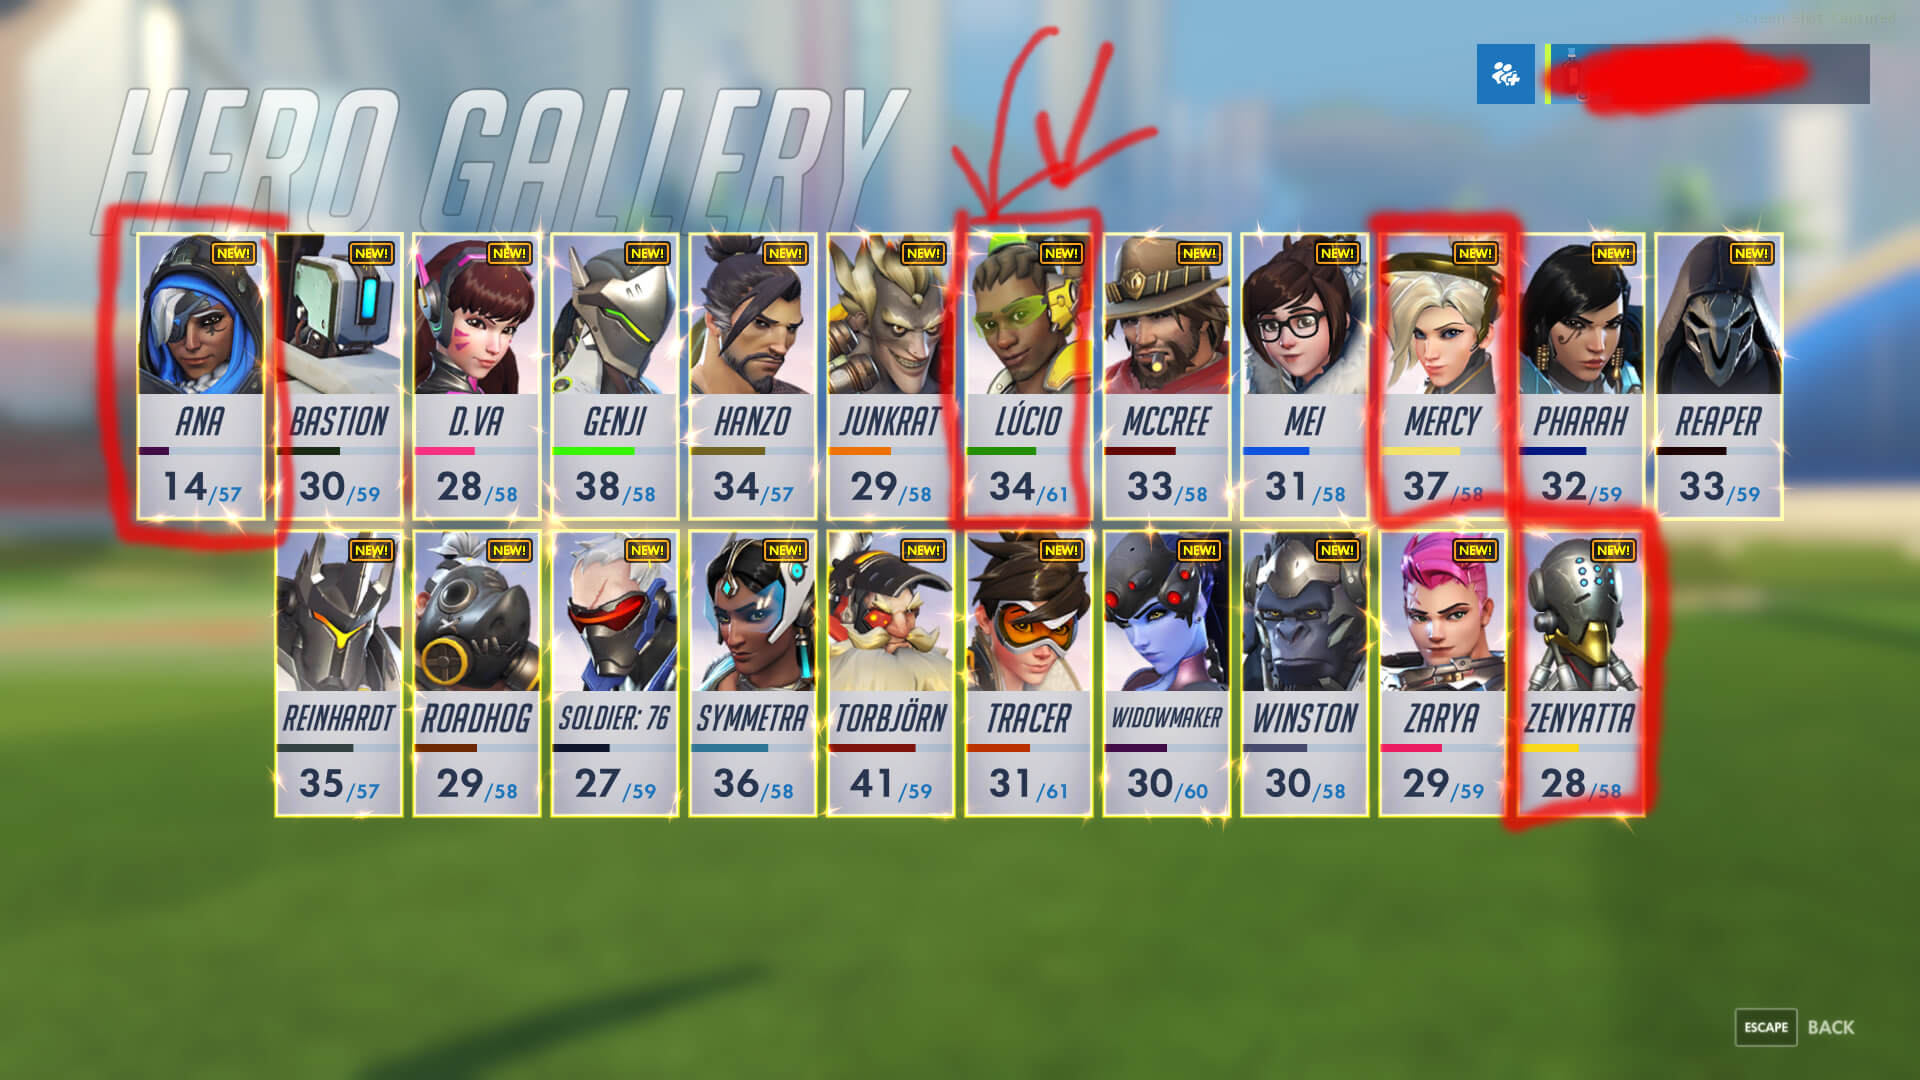 Screen Shot Captured
HERO GALLERY
NEW! NEW! NEW! NEW! NEW! NEW! NEW! NEW! NEW! NEW! NEW! NEW!
ANA BASTION D.VA GENJI HANZO JUNKRAT LÚCIO MCCREE MEI MERCY PHARAH REAPER
14/57 30/59 28/58 38/58 34/57 29/58 34/61 33/58 31/58 37/58 32/59 33/59
NEW! NEW! NEW! NEW! NEW! NEW! NEW! NEW! NEW! NEW!
REINHARDT ROADHOG SOLDIER: 76 SYMMETRA TORBJÖRN TRACER WIDOWMAKER WINSTON ZARYA ZENYATTA
35/57 29/58 27/59 36/58 41/59 31/61 30/60 30/58 29/59 28/58
ESCAPE BACK